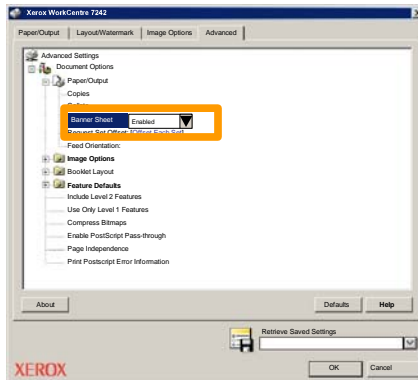 Xerox WorkCentre 7242
Paper/Output Layout/Watermark Image Options Advanced
Advanced Settings
Document Options
Paper/Output
Copies
Banner Sheet Enabled
Request Set Offset: [Offset Each Set]
Feed Orientation:
Image Options
Booklet Layout
Feature Defaults
Include Level 2 Features
Use Only Level 1 Features
Compress Bitmaps
Enable PostScript Pass-through
Page Independence
Print Postscript Error Information
About Defaults Help
Retrieve Saved Settings
XEROX OK Cancel